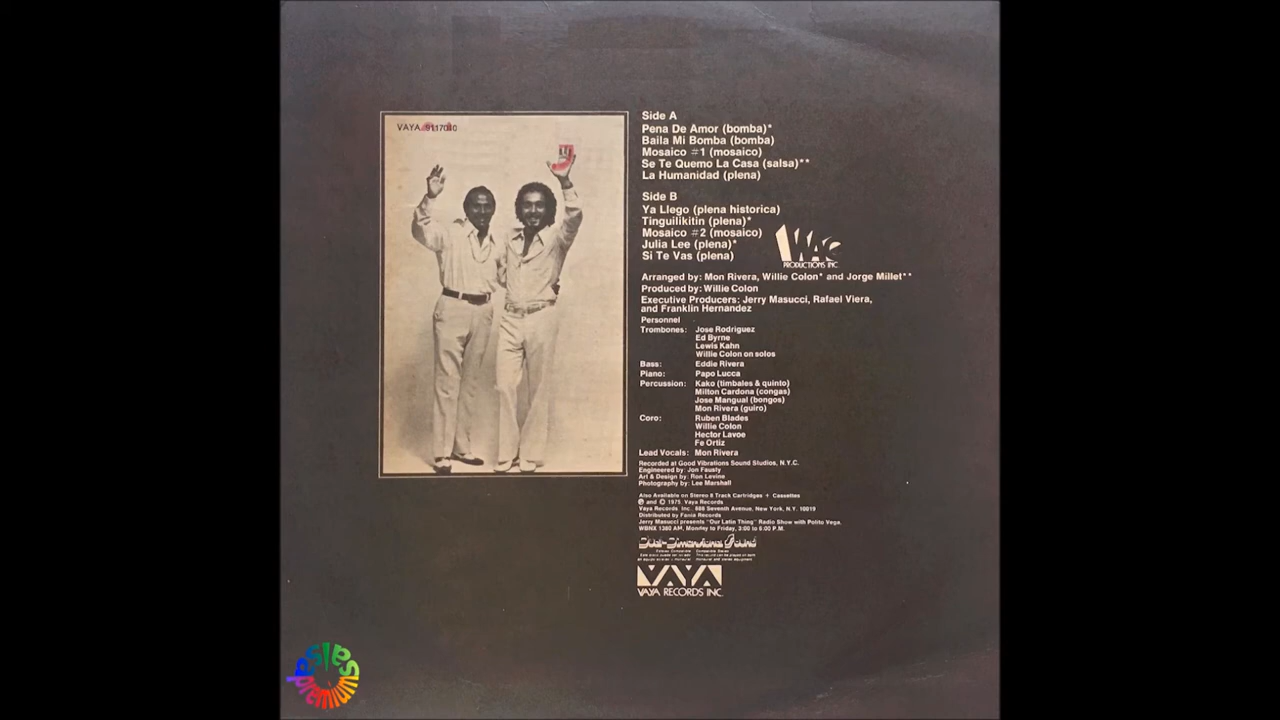 VAYA
Side A
Pena De Amor (bomba)*
Baila Mi Bomba (bomba)
Mosaico #1 (mosaico)
Se Te Quemo La Casa (salsa)**
La Humanidad (plena)
Side B
Ya Llego (plena historica)
Tinguilikitin (plena)*
Mosaico #2 (mosaico)
Julia Lee (plena)*
Si Te Vas (plena)
WAC
PRODUCTIONS INC
Arranged by: Mon Rivera, Willie Colon* and Jorge Millet**
Produced by: Willie Colon
Executive Producers: Jerry Masucci, Rafael Viera,
and Franklin Hernandez
Personnel
Trombones: Jose Rodriguez
Ed Byrne
Lewis Kahn
Willie Colon on solos
Bass: Eddie Rivera
Piano: Papo Lucca
Percussion: Kako (timbales & quinto)
Milton Cardona (congas)
Jose Mangual (bongos)
Mon Rivera (guiro)
Coro: Ruben Blades
Willie Colon
Hector Lavoe
Fe Ortiz
Lead Vocals: Mon Rivera
Recorded at Good Vibrations Sound Studios, N.Y.C.
Engineered by: Jon Fausty
Art & Design by: Ron Levine
Photography by: Lee Marshall
Also Available on Stereo 8 Track Cartridges + Cassettes
℗ and © 1975 Vaya Records
Vaya Records Inc. 888 Seventh Avenue, New York, N.Y. 10019
Distributed by Fania Records
Jerry Masucci presents "Our Latin Thing" Radio Show with Polito Vega.
WBNX 1380 AM, Monday to Friday, 3:00 to 6:00 P.M.
Dual-Dimensional Sound
VAYA
VAYA RECORDS INC.
salsa premium